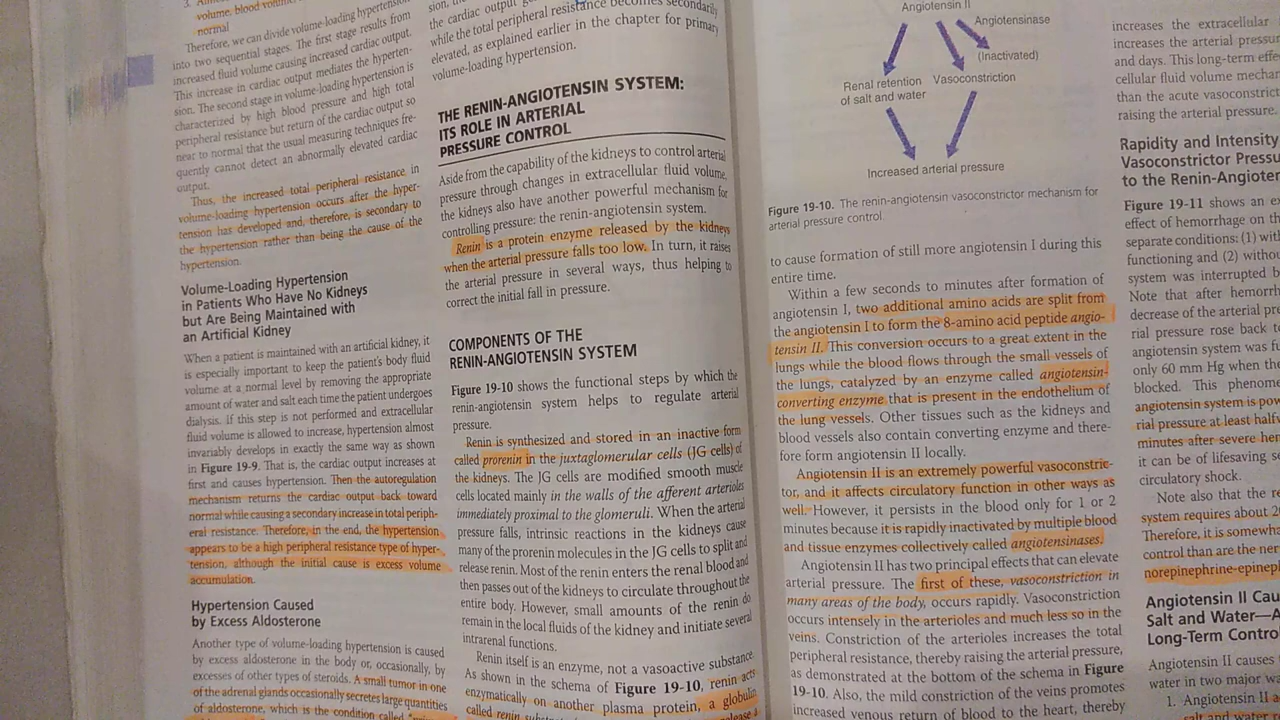 volume, blood volume
normal
Therefore, we can divide volume-loading hypertension
into two sequential stages. The first stage results from
increased fluid volume causing increased cardiac output.
This increase in cardiac output mediates the hyperten-
sion. The second stage in volume-loading hypertension is
characterized by high blood pressure and high total
peripheral resistance but return of the cardiac output so
near to normal that the usual measuring techniques fre-
quently cannot detect an abnormally elevated cardiac
output.
Thus, the increased total peripheral resistance in
volume-loading hypertension occurs after the hyper-
tension has developed and, therefore, is secondary to
the hypertension rather than being the cause of the
hypertension.
Volume-Loading Hypertension
in Patients Who Have No Kidneys
but Are Being Maintained with
an Artificial Kidney
When a patient is maintained with an artificial kidney, it
is especially important to keep the patient's body fluid
volume at a normal level by removing the appropriate
amount of water and salt each time the patient undergoes
dialysis. If this step is not performed and extracellular
fluid volume is allowed to increase, hypertension almost
invariably develops in exactly the same way as shown
in Figure 19-9. That is, the cardiac output increases at
first and causes hypertension. Then the autoregulation
mechanism returns the cardiac output back toward
normal while causing a secondary increase in total periph-
eral resistance. Therefore, in the end, the hypertension
appears to be a high peripheral resistance type of hyper-
tension, although the initial cause is excess volume
accumulation.
Hypertension Caused
by Excess Aldosterone
Another type of volume-loading hypertension is caused
by excess aldosterone in the body or, occasionally, by
excesses of other types of steroids. A small tumor in one
of the adrenal glands occasionally secretes large quantities
of aldosterone, which is the condition called
the cardiac output
while the total peripheral resistance becomes secondarily
elevated, as explained earlier in the chapter for primary
volume-loading hypertension.
THE RENIN-ANGIOTENSIN SYSTEM:
ITS ROLE IN ARTERIAL
PRESSURE CONTROL
Aside from the capability of the kidneys to control arterial
pressure through changes in extracellular fluid volume,
the kidneys also have another powerful mechanism for
controlling pressure: the renin-angiotensin system.
Renin is a protein enzyme released by the kidneys
when the arterial pressure falls too low. In turn, it raises
the arterial pressure in several ways, thus helping to
correct the initial fall in pressure.
COMPONENTS OF THE
RENIN-ANGIOTENSIN SYSTEM
Figure 19-10 shows the functional steps by which the
renin-angiotensin system helps to regulate arterial
pressure.
Renin is synthesized and stored in an inactive form
called prorenin in the juxtaglomerular cells (JG cells) of
the kidneys. The JG cells are modified smooth muscle
cells located mainly in the walls of the afferent arterioles
immediately proximal to the glomeruli. When the arterial
pressure falls, intrinsic reactions in the kidneys cause
many of the prorenin molecules in the JG cells to split and
release renin. Most of the renin enters the renal blood and
then passes out of the kidneys to circulate throughout the
entire body. However, small amounts of the renin do
remain in the local fluids of the kidney and initiate several
intrarenal functions.
Renin itself is an enzyme, not a vasoactive substance.
As shown in the schema of Figure 19-10, renin acts
enzymatically on another plasma protein, a globulin
called renin
Angiotensin II
Angiotensinase
(Inactivated)
Renal retention
of salt and water
Vasoconstriction
Increased arterial pressure
Figure 19-10. The renin-angiotensin vasoconstrictor mechanism for
arterial pressure control
to cause formation of still more angiotensin I during this
entire time.
Within a few seconds to minutes after formation of
angiotensin I, two additional amino acids are split from
the angiotensin I to form the 8-amino acid peptide angio-
tensin II. This conversion occurs to a great extent in the
lungs while the blood flows through the small vessels of
the lungs, catalyzed by an enzyme called angiotensin-
converting enzyme that is present in the endothelium of
the lung vessels. Other tissues such as the kidneys and
blood vessels also contain converting enzyme and there-
fore form angiotensin II locally.
Angiotensin II is an extremely powerful vasoconstric-
tor, and it affects circulatory function in other ways as
well. However, it persists in the blood only for 1 or 2
minutes because it is rapidly inactivated by multiple blood
and tissue enzymes collectively called angiotensinases.
Angiotensin II has two principal effects that can elevate
arterial pressure. The first of these, vasoconstriction in
many areas of the body, occurs rapidly. Vasoconstriction
occurs intensely in the arterioles and much less so in the
veins. Constriction of the arterioles increases the total
peripheral resistance, thereby raising the arterial pressure,
as demonstrated at the bottom of the schema in Figure
19-10. Also, the mild constriction of the veins promotes
increased venous return of blood to the heart, thereby
increases the extracellular
increases the arterial
and days. This long-term
cellular fluid volume
than the acute
raising the arterial pressure.
Rapidity and Intensity
Vasoconstrictor
to the
Figure 19-11 shows an
effect of hemorrhage on the
separate conditions: (1)
functioning and (2)
system was interrupted
Note that after
decrease of the arterial
rial pressure rose back
angiotensin system was
only 60 mm Hg when the
blocked. This
angiotensin system is
rial pressure at least
minutes after severe
it can be of lifesaving
circulatory shock.
Note also that the
system requires about
Therefore, it is
control than are the
Angiotensin II
Salt and
Long-Term
Angiotensin II causes
water in two major
1. Angiotensin II
salt and water